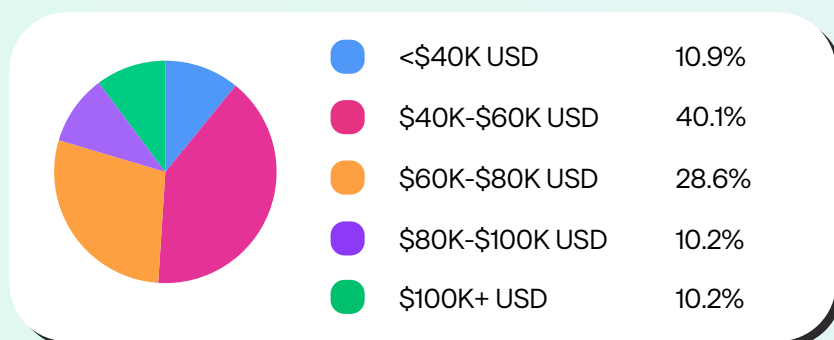 <$40K USD 10.9%
$40K-$60K USD 40.1%
$60K-$80K USD 28.6%
$80K-$100K USD 10.2%
$100K+ USD 10.2%